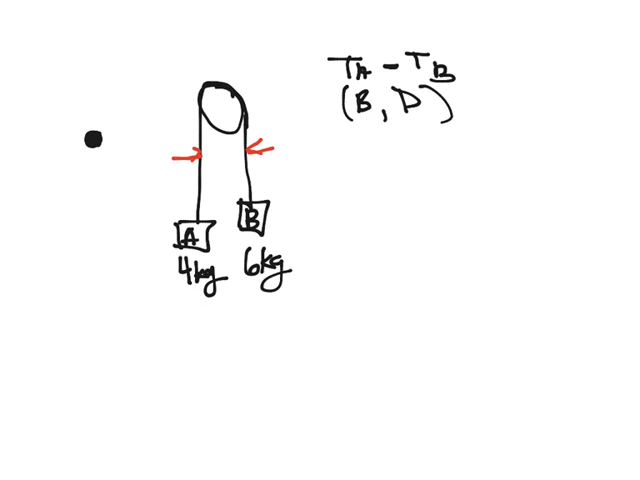 TA - TB
(B, D)
A
B
4kg
6kg